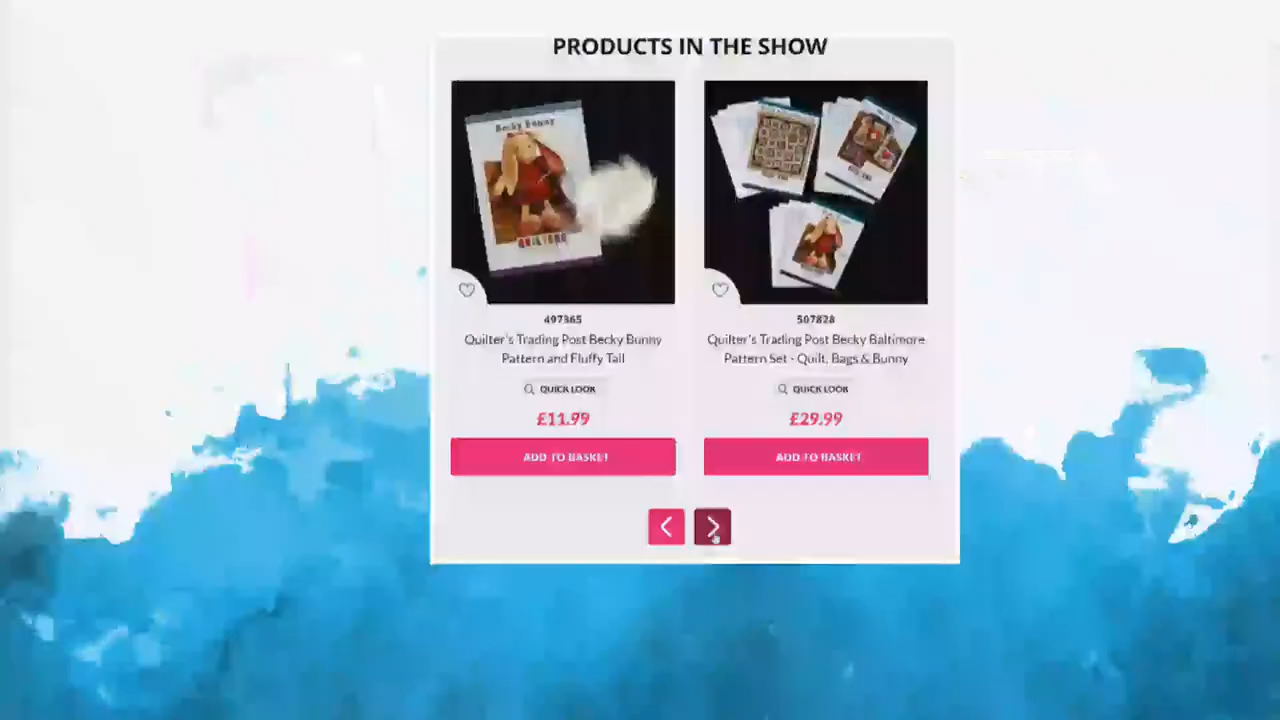 PRODUCTS IN THE SHOW
Becky Bunny
497365
Quilter's Trading Post Becky Bunny
Pattern and Fluffy Tail
QUICK LOOK
£11.99
ADD TO BASKET
507828
Quilter's Trading Post Becky Baltimore
Pattern Set - Quilt, Bags & Bunny
QUICK LOOK
£29.99
ADD TO BASKET